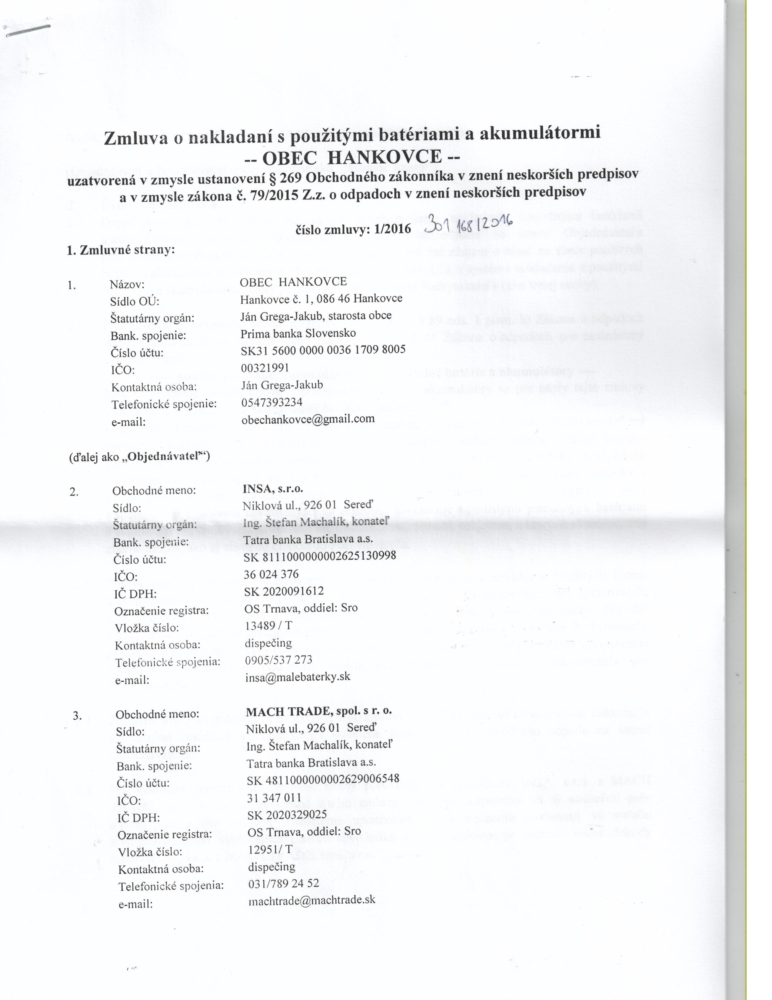 Zmluva o nakladaní s použitými batériami a akumulátormi
-- OBEC HANKOVCE --
uzatvorená v zmysle ustanovení § 269 Obchodného zákonníka v znení neskorších predpisov
a v zmysle zákona č. 79/2015 Z.z. o odpadoch v znení neskorších predpisov
číslo zmluvy: 1/2016 301 168/2016
1. Zmluvné strany:
1. Názov: OBEC HANKOVCE
Sídlo OÚ: Hankovce č. 1, 086 46 Hankovce
Štatutárny orgán: Ján Grega-Jakub, starosta obce
Bank. spojenie: Prima banka Slovensko
Číslo účtu: SK31 5600 0000 0036 1709 8005
IČO: 00321991
Kontaktná osoba: Ján Grega-Jakub
Telefonické spojenie: 0547393234
e-mail: obechankovce@gmail.com
(ďalej ako „Objednávateľ“)
2. Obchodné meno: INSA, s.r.o.
Sídlo: Niklová ul., 926 01 Sereď
Štatutárny orgán: Ing. Štefan Machalík, konateľ
Bank. spojenie: Tatra banka Bratislava a.s.
Číslo účtu: SK 8111000000002625130998
IČO: 36 024 376
IČ DPH: SK 2020091612
Označenie registra: OS Trnava, oddiel: Sro
Vložka číslo: 13489 / T
Kontaktná osoba: dispečing
Telefonické spojenia: 0905/537 273
e-mail: insa@malebaterky.sk
3. Obchodné meno: MACH TRADE, spol. s r. o.
Sídlo: Niklová ul., 926 01 Sereď
Štatutárny orgán: Ing. Štefan Machalík, konateľ
Bank. spojenie: Tatra banka Bratislava a.s.
Číslo účtu: SK 4811000000002629006548
IČO: 31 347 011
IČ DPH: SK 2020329025
Označenie registra: OS Trnava, oddiel: Sro
Vložka číslo: 12951/ T
Kontaktná osoba: dispečing
Telefonické spojenia: 031/789 24 52
e-mail: machtrade@machtrade.sk